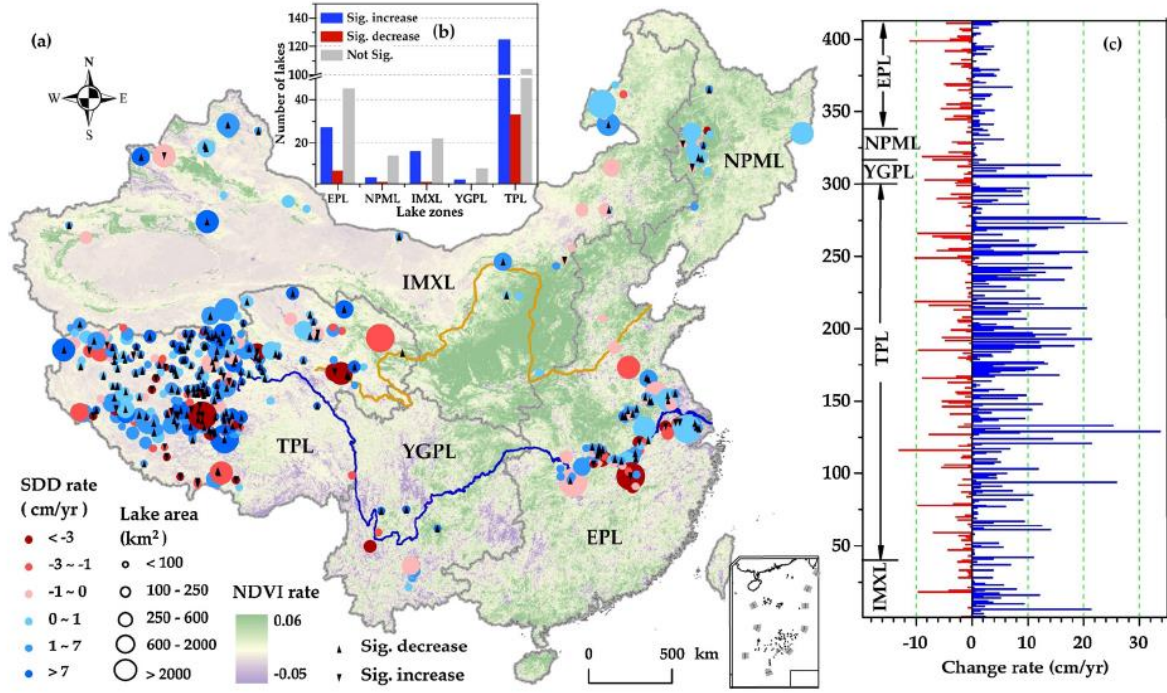 (a)
N
W E
S
(b)
Sig. increase
Sig. decrease
Not Sig.
Number of lakes
140
120
100
40
20
EPL NPML IMXL YGPL TPL
Lake zones
NPML
IMXL
TPL
YGPL
EPL
SDD rate
( cm/yr )
< -3
-3 ~ -1
-1 ~ 0
0 ~ 1
1 ~ 7
> 7
Lake area
(km²)
< 100
100 - 250
250 - 600
600 - 2000
> 2000
NDVI rate
0.06
-0.05
Sig. decrease
Sig. increase
0 500 km
(c)
400
350
300
250
200
150
100
50
EPL
NPML
YGPL
TPL
IMXL
-10 0 10 20 30
Change rate (cm/yr)